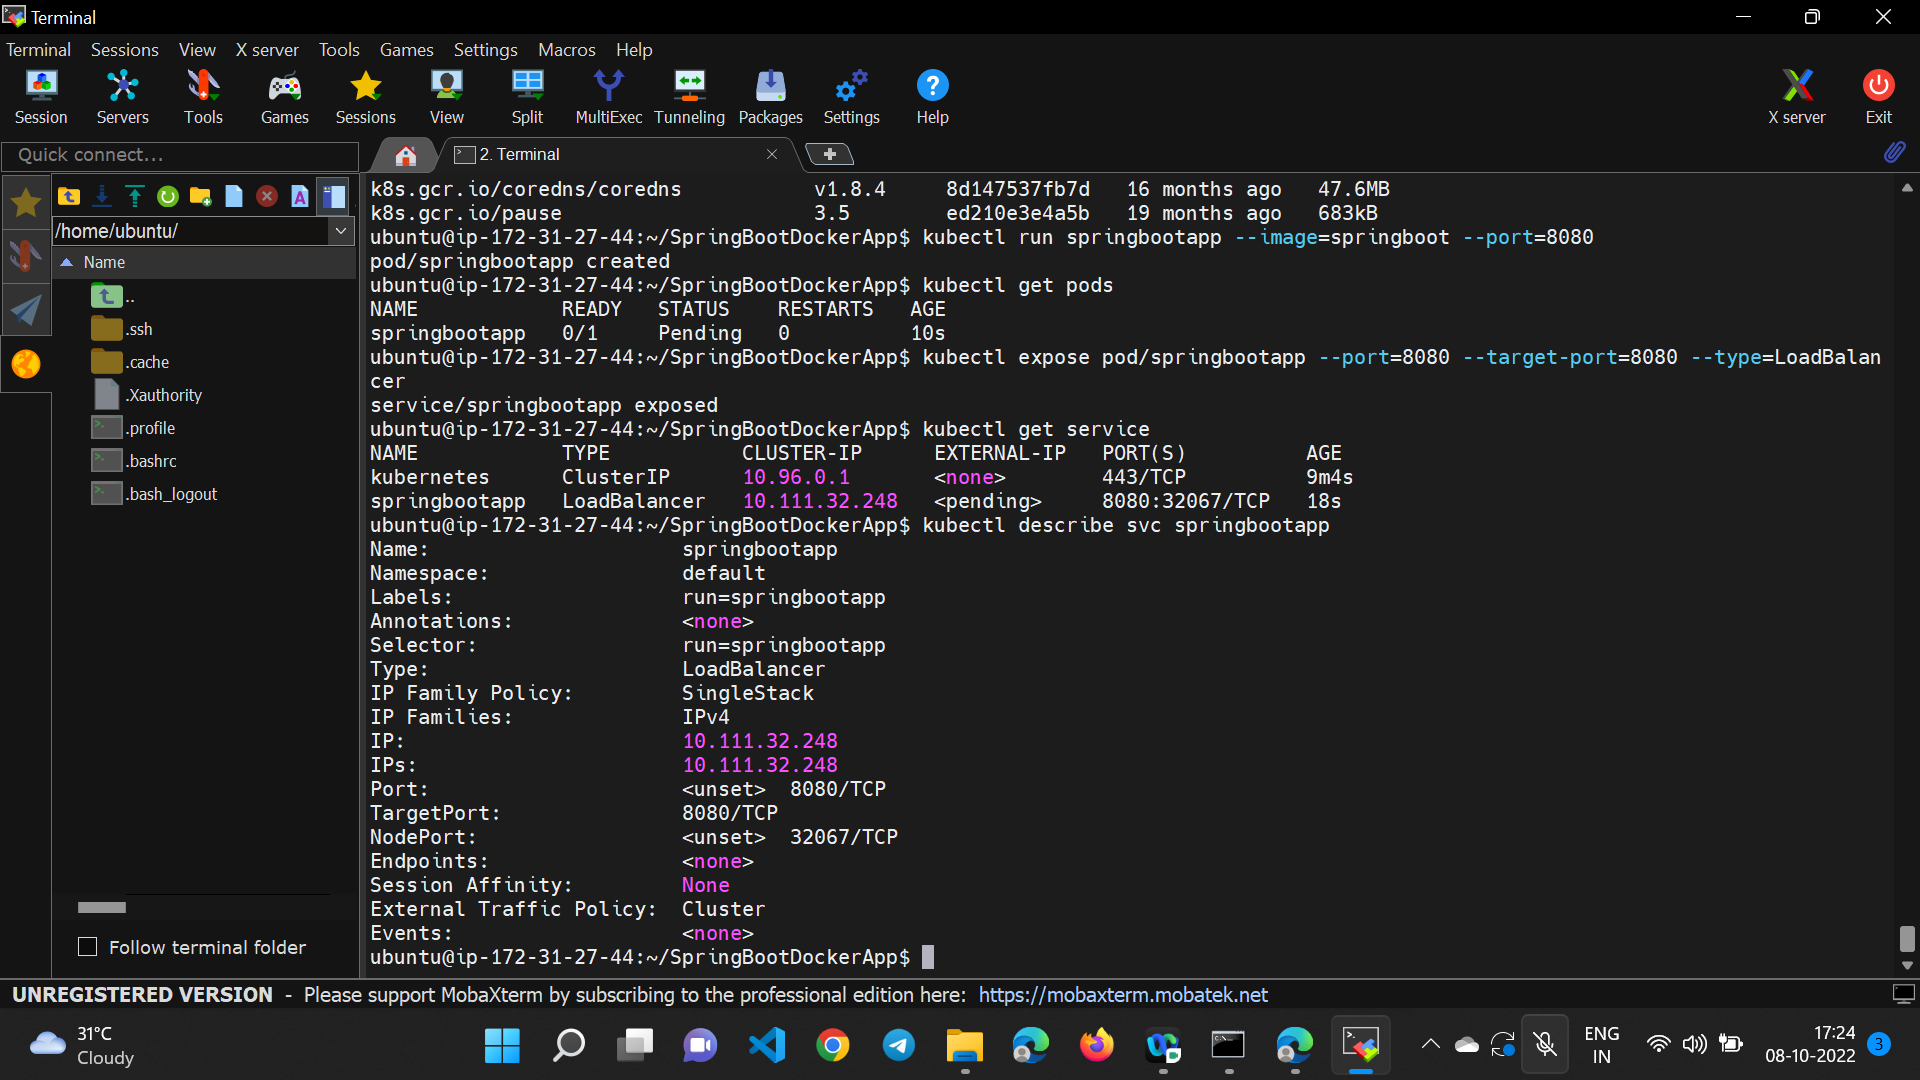 Terminal
Terminal Sessions View X server Tools Games Settings Macros Help
Session Servers Tools Games Sessions View Split MultiExec Tunneling Packages Settings Help X server Exit
Quick connect...
2. Terminal
/home/ubuntu/
Name
..
.ssh
.cache
.Xauthority
.profile
.bashrc
.bash_logout
Follow terminal folder
k8s.gcr.io/coredns/coredns v1.8.4 8d147537fb7d 16 months ago 47.6MB
k8s.gcr.io/pause 3.5 ed210e3e4a5b 19 months ago 683kB
ubuntu@ip-172-31-27-44:~/SpringBootDockerApp$ kubectl run springbootapp --image=springboot --port=8080
pod/springbootapp created
ubuntu@ip-172-31-27-44:~/SpringBootDockerApp$ kubectl get pods
NAME READY STATUS RESTARTS AGE
springbootapp 0/1 Pending 0 10s
ubuntu@ip-172-31-27-44:~/SpringBootDockerApp$ kubectl expose pod/springbootapp --port=8080 --target-port=8080 --type=LoadBalan
cer
service/springbootapp exposed
ubuntu@ip-172-31-27-44:~/SpringBootDockerApp$ kubectl get service
NAME TYPE CLUSTER-IP EXTERNAL-IP PORT(S) AGE
kubernetes ClusterIP 10.96.0.1 <none> 443/TCP 9m4s
springbootapp LoadBalancer 10.111.32.248 <pending> 8080:32067/TCP 18s
ubuntu@ip-172-31-27-44:~/SpringBootDockerApp$ kubectl describe svc springbootapp
Name: springbootapp
Namespace: default
Labels: run=springbootapp
Annotations: <none>
Selector: run=springbootapp
Type: LoadBalancer
IP Family Policy: SingleStack
IP Families: IPv4
IP: 10.111.32.248
IPs: 10.111.32.248
Port: <unset> 8080/TCP
TargetPort: 8080/TCP
NodePort: <unset> 32067/TCP
Endpoints: <none>
Session Affinity: None
External Traffic Policy: Cluster
Events: <none>
ubuntu@ip-172-31-27-44:~/SpringBootDockerApp$
UNREGISTERED VERSION - Please support MobaXterm by subscribing to the professional edition here: https://mobaxterm.mobatek.net
31°C
Cloudy
ENG
IN
17:24
08-10-2022
3